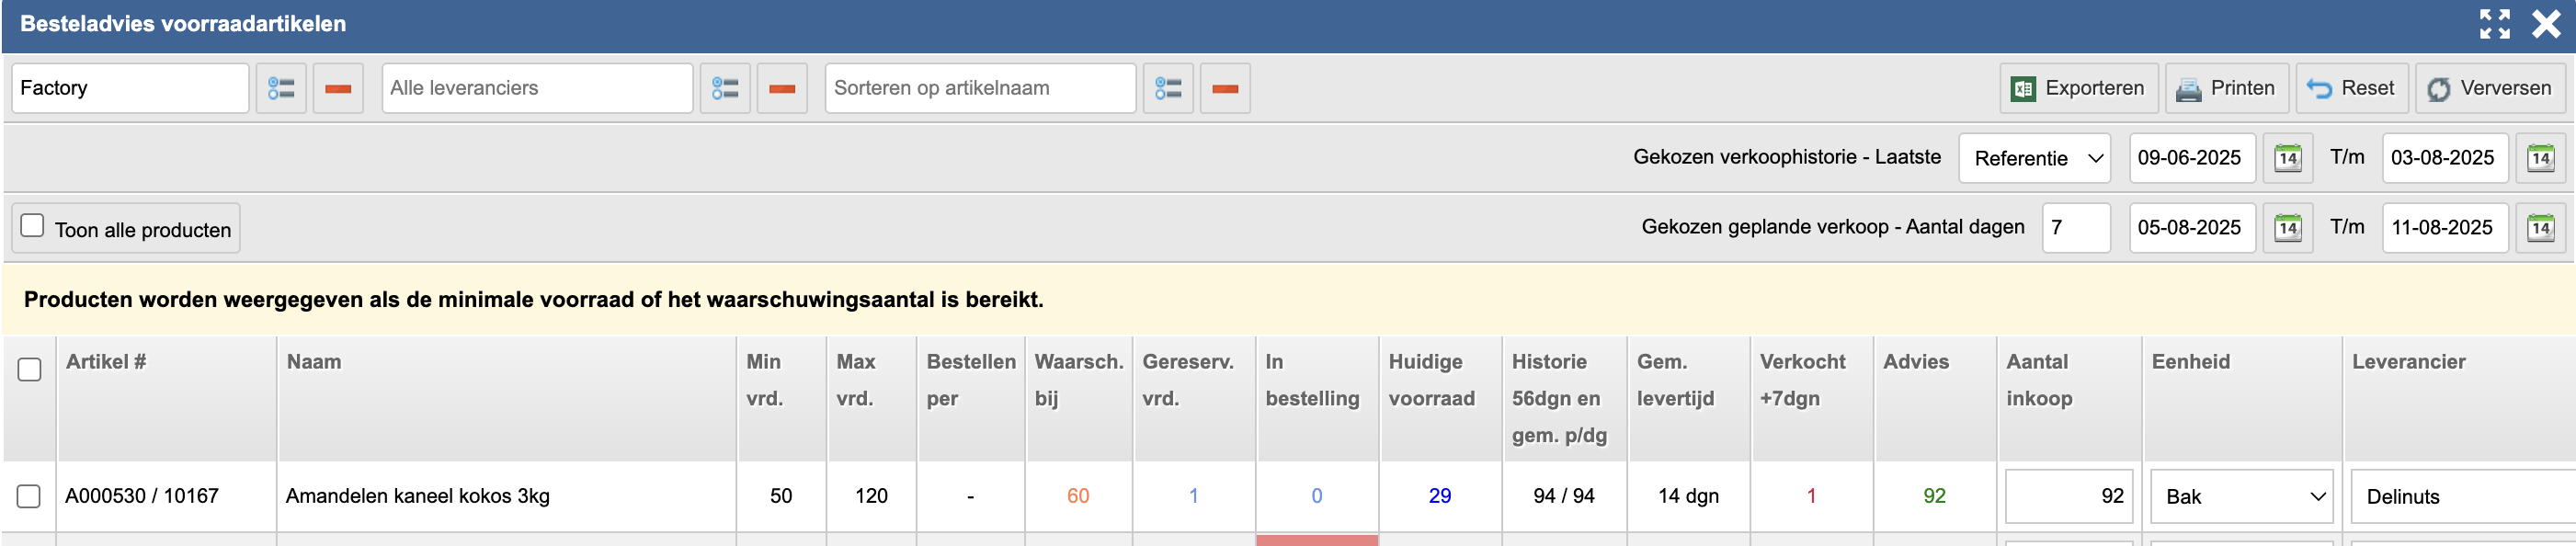 Besteladvies voorraadartikelen
Factory Alle leveranciers Sorteren op artikelnaam Exporteren Printen Reset Verversen
Gekozen verkoophistorie - Laatste Referentie 09-06-2025 14 T/m 03-08-2025 14
Toon alle producten Gekozen geplande verkoop - Aantal dagen 7 05-08-2025 14 T/m 11-08-2025 14
Producten worden weergegeven als de minimale voorraad of het waarschuwingsaantal is bereikt.
Artikel # Naam Min Max Bestellen Waarsch. Gereserv. In Huidige Historie Gem. Verkocht Advies Aantal Eenheid Leverancier
vrd. vrd. per bij vrd. bestelling voorraad 56dgn en levertijd +7dgn inkoop
gem. p/dg
A000530 / 10167 Amandelen kaneel kokos 3kg 50 120 - 60 1 0 29 94 / 94 14 dgn 1 92 92 Bak Delinuts